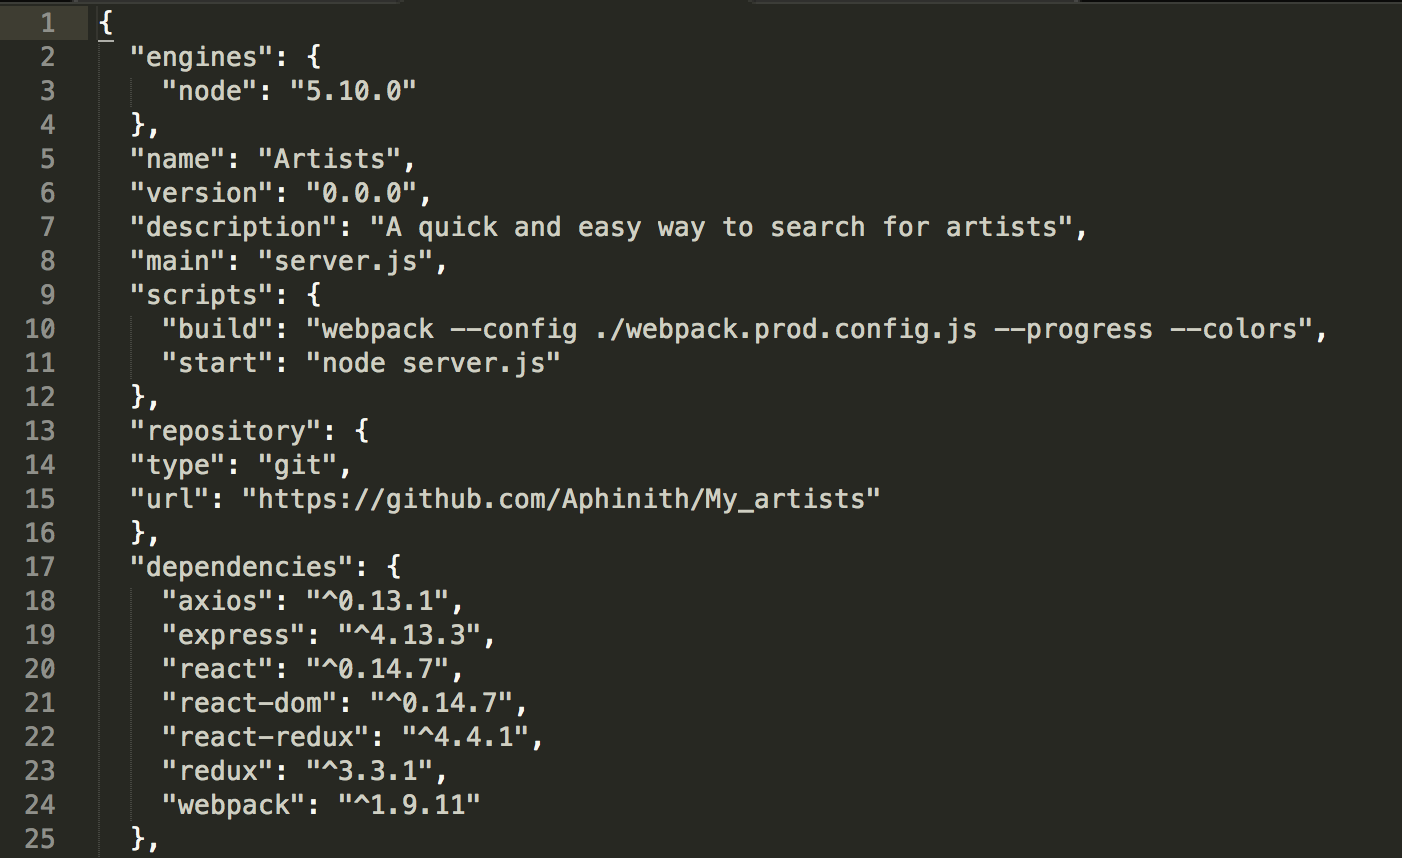 1 {
2 "engines": {
3 "node": "5.10.0"
4 },
5 "name": "Artists",
6 "version": "0.0.0",
7 "description": "A quick and easy way to search for artists",
8 "main": "server.js",
9 "scripts": {
10 "build": "webpack --config ./webpack.prod.config.js --progress --colors",
11 "start": "node server.js"
12 },
13 "repository": {
14 "type": "git",
15 "url": "https://github.com/Aphinith/My_artists"
16 },
17 "dependencies": {
18 "axios": "^0.13.1",
19 "express": "^4.13.3",
20 "react": "^0.14.7",
21 "react-dom": "^0.14.7",
22 "react-redux": "^4.4.1",
23 "redux": "^3.3.1",
24 "webpack": "^1.9.11"
25 },